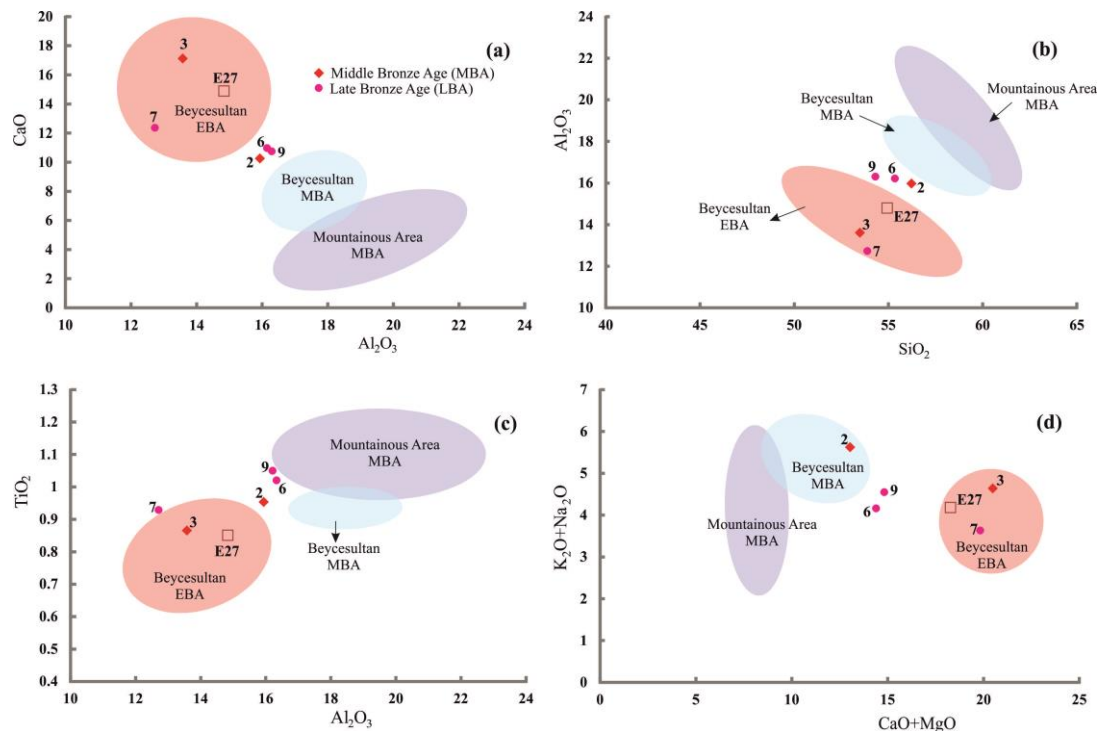 (a)
20
18
16
14
12
10
8
6
4
2
0
CaO
3
E27
Beycesultan
EBA
7
6
9
2
Middle Bronze Age (MBA)
Late Bronze Age (LBA)
Beycesultan
MBA
Mountainous Area
MBA
10 12 14 16 18 20 22 24
Al₂O₃
(b)
24
22
20
18
16
14
12
10
Al₂O₃
Beycesultan
MBA
Mountainous Area
MBA
9
6
2
Beycesultan
EBA
E27
3
7
40 45 50 55 60 65
SiO₂
(c)
1.3
1.2
1.1
1
0.9
0.8
0.7
0.6
0.5
0.4
TiO₂
Mountainous Area
MBA
9
6
2
7
3
E27
Beycesultan
EBA
Beycesultan
MBA
10 12 14 16 18 20 22 24
Al₂O₃
(d)
7
6
5
4
3
2
1
0
K₂O+Na₂O
2
Beycesultan
MBA
9
6
Mountainous Area
MBA
3
E27
7
Beycesultan
EBA
0 5 10 15 20 25
CaO+MgO